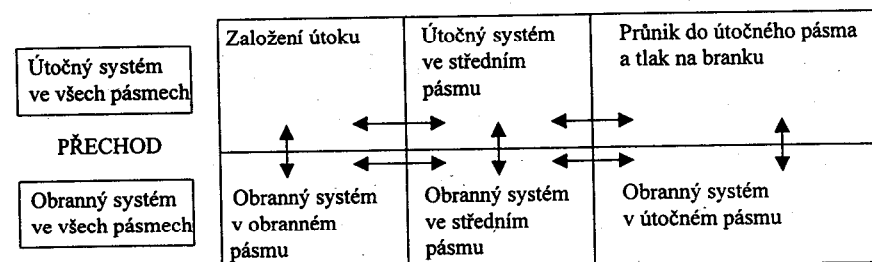 Útočný systém
ve všech pásmech
PŘECHOD
Obranný systém
ve všech pásmech
Založení útoku
Útočný systém
ve středním
pásmu
Průnik do útočného pásma
a tlak na branku
Obranný systém
v obranném
pásmu
Obranný systém
ve středním
pásmu
Obranný systém
v útočném pásmu